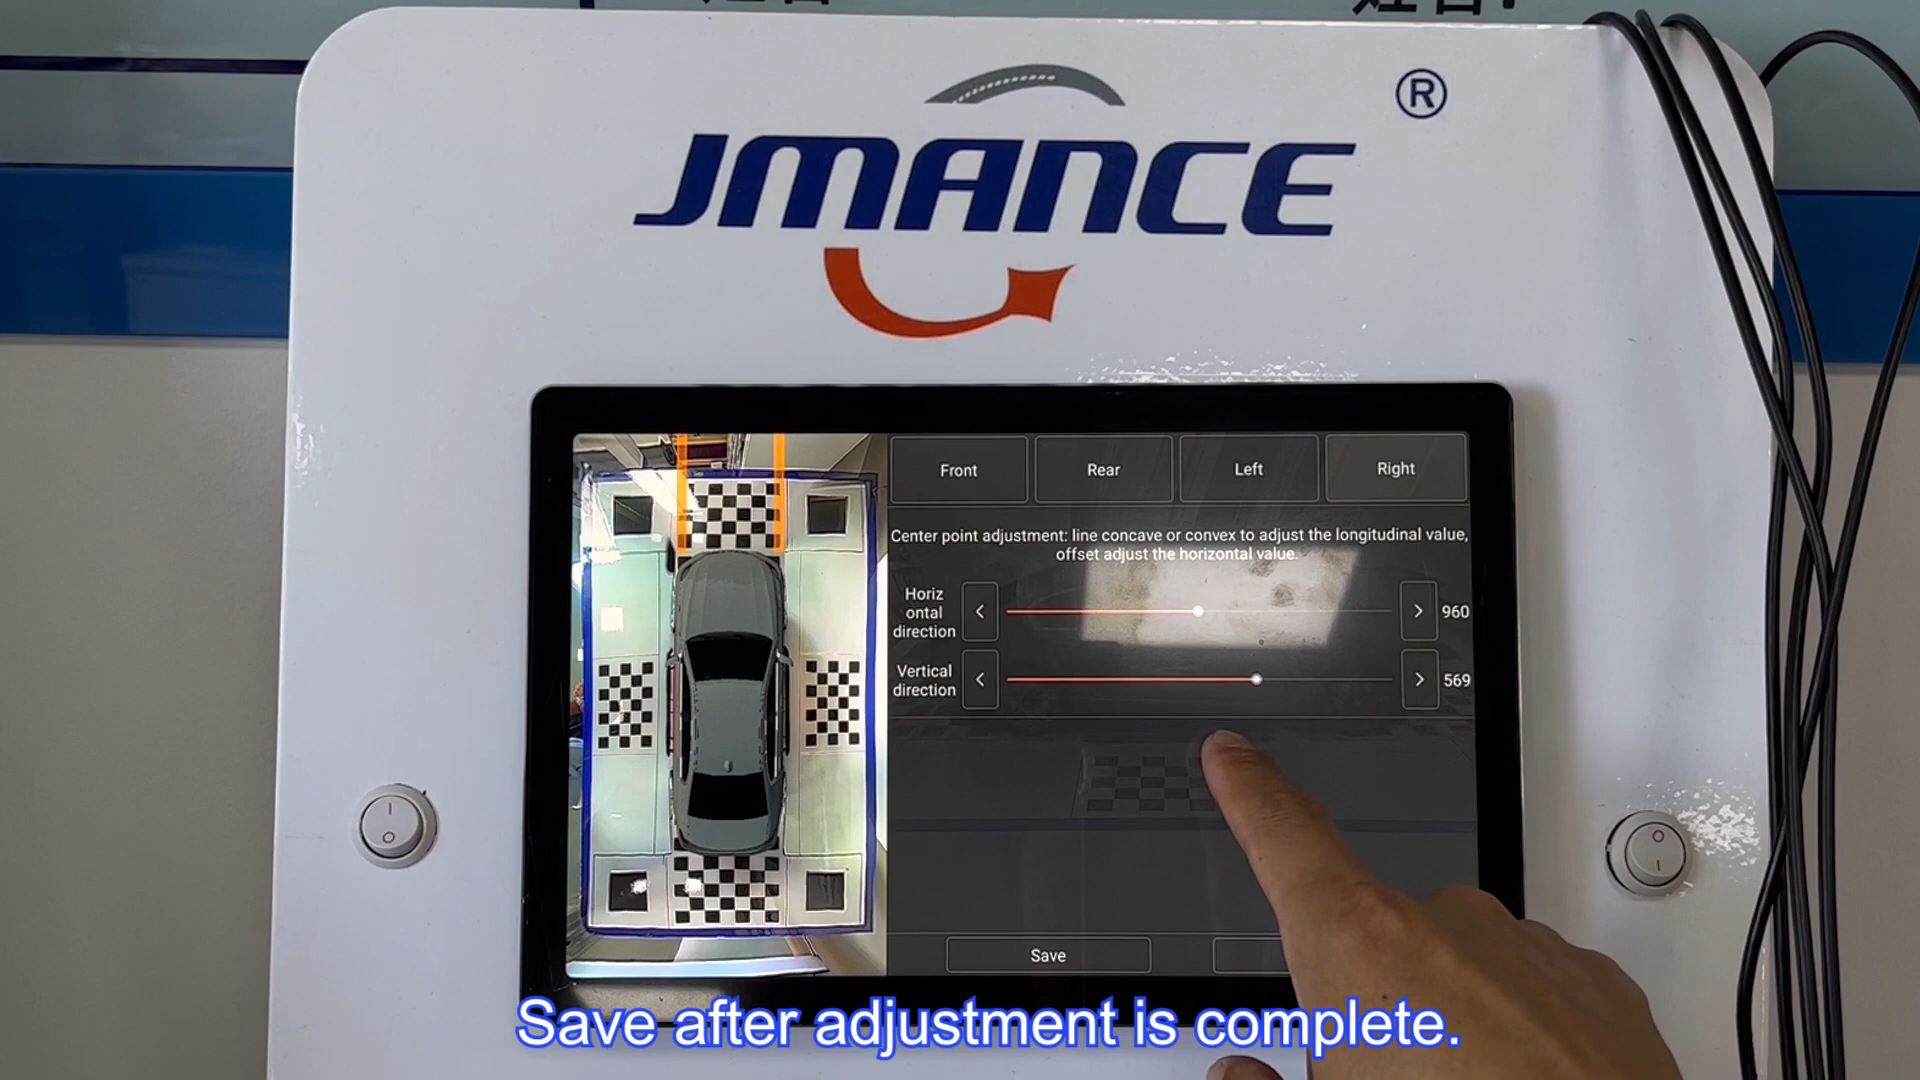 JMANCE
®
Front Rear Left Right
Center point adjustment: line concave or convex to adjust the longitudinal value,
offset adjust the horizontal value.
Horiz
ontal
direction
960
Vertical
direction
569
Save
Save after adjustment is complete.